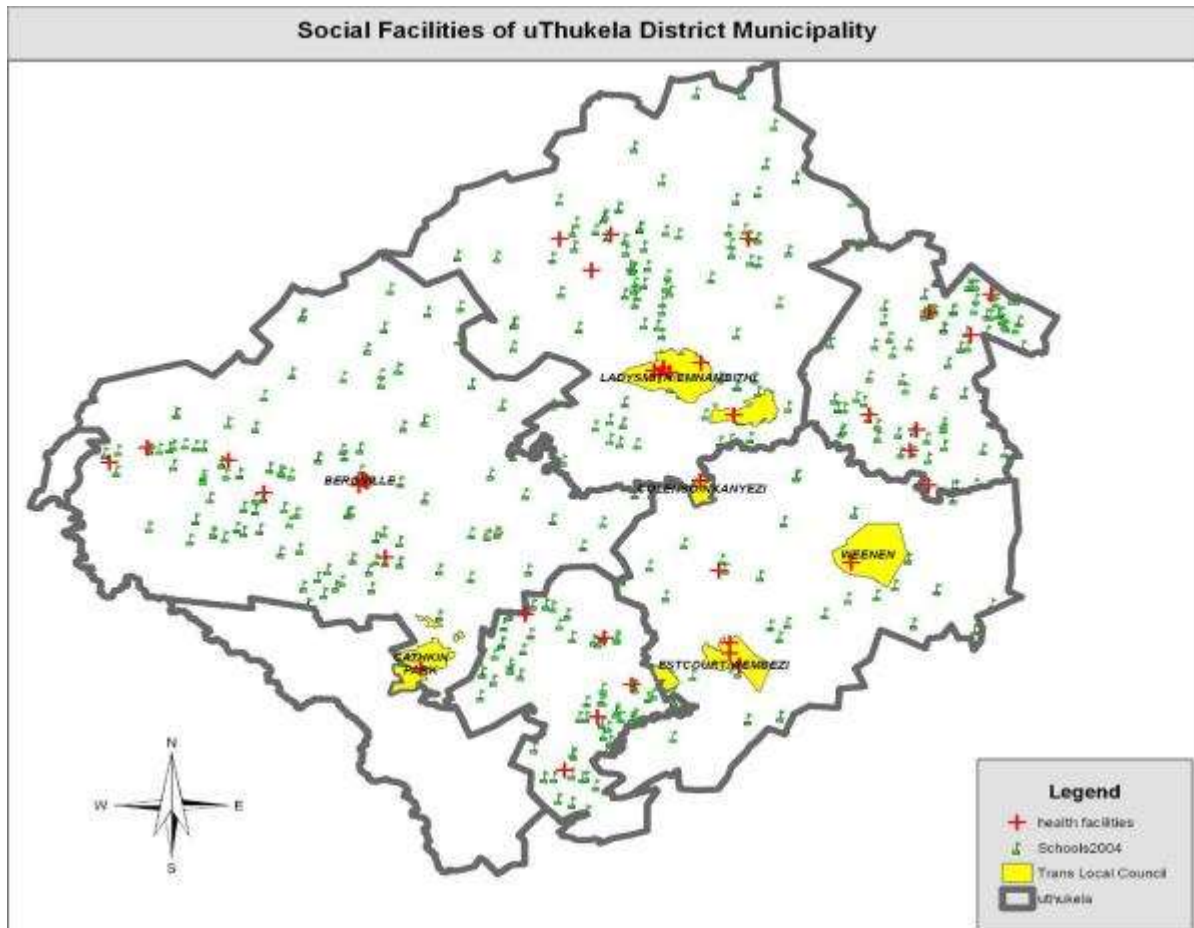 Social Facilities of uThukela District Municipality
LADYSMITH/EMNAMBITHI
BERGVILLE
COLENSO/NKANYEZI
WEENEN
CATHKIN
PARK
ESTCOURT/WEMBEZI
N
W E
S
Legend
health facilities
Schools2004
Trans Local Council
uthukela